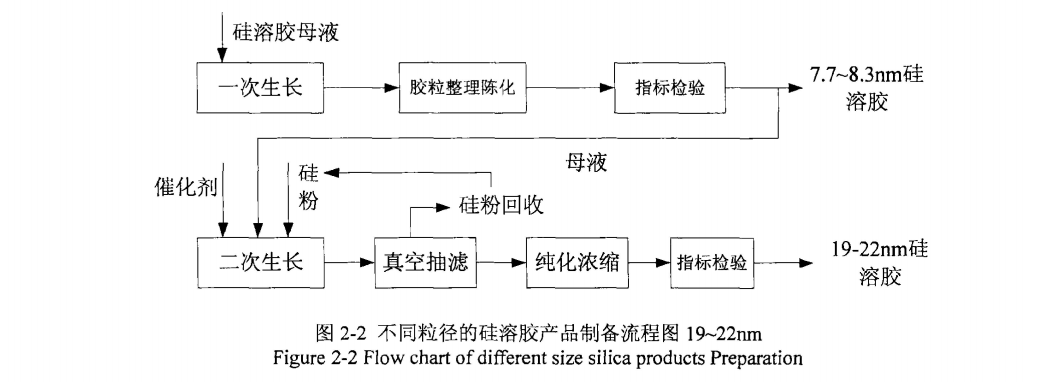 硅溶胶母液
一次生长
胶粒整理陈化
指标检验
7.7~8.3nm硅
溶胶
母液
催化剂
硅
粉
硅粉回收
二次生长
真空抽滤
纯化浓缩
指标检验
19-22nm硅
溶胶
图 2-2 不同粒径的硅溶胶产品制备流程图 19~22nm
Figure 2-2 Flow chart of different size silica products Preparation